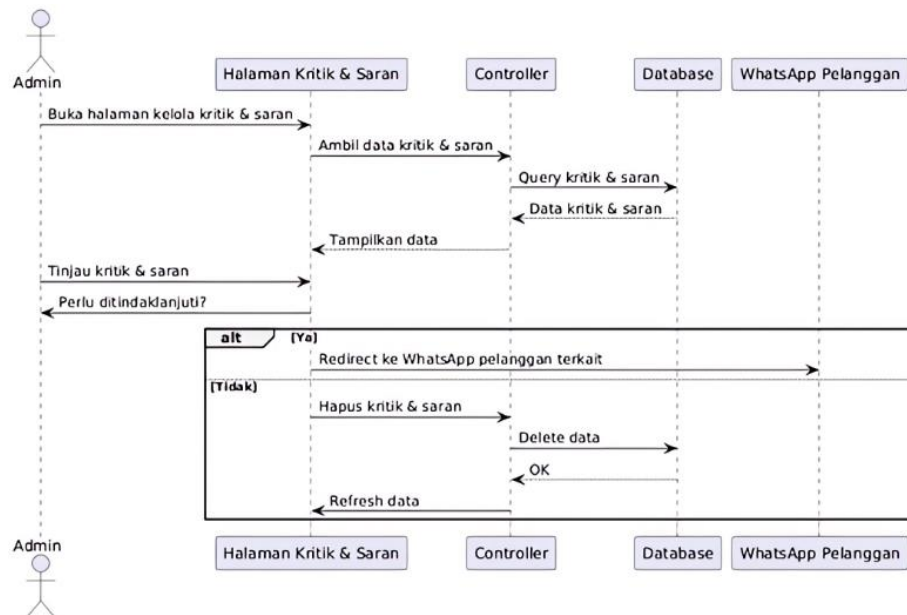 Admin
Halaman Kritik & Saran
Controller
Database
WhatsApp Pelanggan
Buka halaman kelola kritik & saran
Ambil data kritik & saran
Query kritik & saran
Data kritik & saran
Tampilkan data
Tinjau kritik & saran
Perlu ditindaklanjuti?
alt
[Ya]
Redirect ke WhatsApp pelanggan terkait
[Tidak]
Hapus kritik & saran
Delete data
OK
Refresh data
Admin
Halaman Kritik & Saran
Controller
Database
WhatsApp Pelanggan